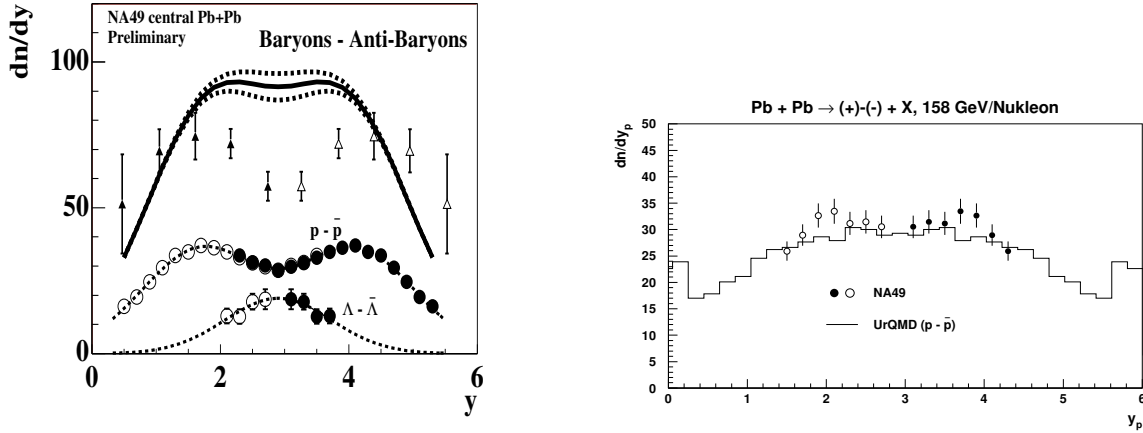 dn/dy
NA49 central Pb+Pb
Preliminary
Baryons - Anti-Baryons
100
50
0
p - p̄
Λ - Λ̄
0
2
4
6
y
Pb + Pb → (+)-(-) + X, 158 GeV/Nukleon
dn/dy_p
50
45
40
35
30
25
20
15
10
5
0
NA49
UrQMD (p - p̄)
0
1
2
3
4
5
6
y_p